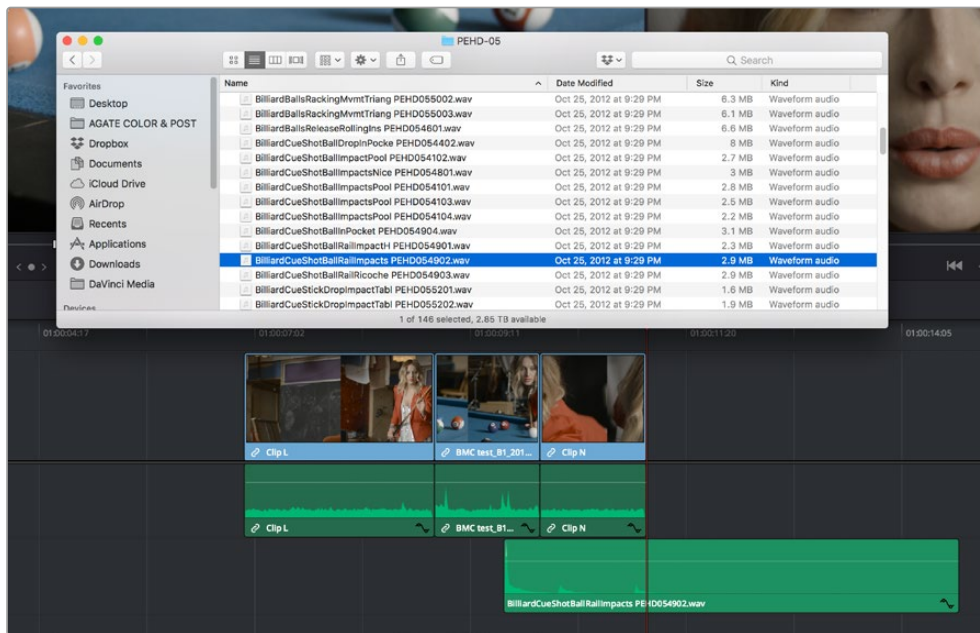 PEHD-05
Search
Favorites
Desktop
AGATE COLOR & POST
Dropbox
Documents
iCloud Drive
AirDrop
Recents
Applications
Downloads
DaVinci Media
Devices
Name Date Modified Size Kind
BilliardBallsRackingMvmtTriang PEHD055002.wav Oct 25, 2012 at 9:29 PM 6.3 MB Waveform audio
BilliardBallsRackingMvmtTriang PEHD055003.wav Oct 25, 2012 at 9:29 PM 6.1 MB Waveform audio
BilliardBallsReleaseRollingIns PEHD054601.wav Oct 25, 2012 at 9:29 PM 6.6 MB Waveform audio
BilliardCueShotBallDropInPocke PEHD054402.wav Oct 25, 2012 at 9:29 PM 8 MB Waveform audio
BilliardCueShotBallImpactPool PEHD054102.wav Oct 25, 2012 at 9:29 PM 2.7 MB Waveform audio
BilliardCueShotBallImpactsNice PEHD054801.wav Oct 25, 2012 at 9:29 PM 3 MB Waveform audio
BilliardCueShotBallImpactsPool PEHD054101.wav Oct 25, 2012 at 9:29 PM 2.8 MB Waveform audio
BilliardCueShotBallImpactsPool PEHD054103.wav Oct 25, 2012 at 9:29 PM 2.5 MB Waveform audio
BilliardCueShotBallImpactsPool PEHD054104.wav Oct 25, 2012 at 9:29 PM 2.2 MB Waveform audio
BilliardCueShotBallInPocket PEHD054904.wav Oct 25, 2012 at 9:29 PM 3.1 MB Waveform audio
BilliardCueShotBallRailImpactH PEHD054901.wav Oct 25, 2012 at 9:29 PM 2.3 MB Waveform audio
BilliardCueShotBallRailImpacts PEHD054902.wav Oct 25, 2012 at 9:29 PM 2.9 MB Waveform audio
BilliardCueShotBallRailRicoche PEHD054903.wav Oct 25, 2012 at 9:29 PM 2.9 MB Waveform audio
BilliardCueStickDropImpactTabl PEHD055201.wav Oct 25, 2012 at 9:29 PM 1.6 MB Waveform audio
BilliardCueStickDropImpactTabl PEHD055202.wav Oct 25, 2012 at 9:29 PM 1.9 MB Waveform audio
1 of 146 selected, 2.85 TB available
01:00:04:17 01:00:07:02 01:00:09:11 01:00:11:20 01:00:14:05
Clip L BMC test_B1_201... Clip N
Clip L BMC test_B1... Clip N
BilliardCueShotBallRailImpacts PEHD054902.wav